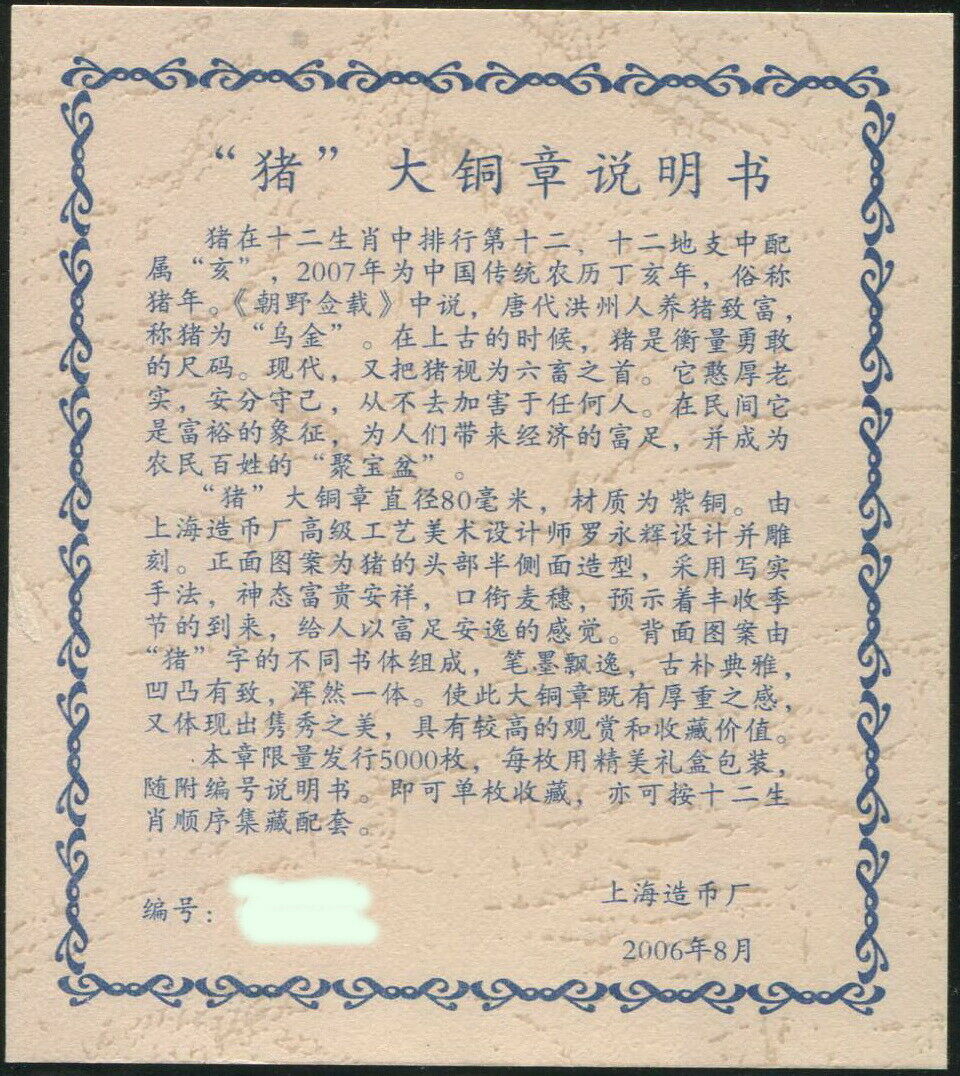 “猪” 大铜章说明书
猪在十二生肖中排行第十二、十二地支中配
属“亥”，2007年为中国传统农历丁亥年，俗称
猪年。《朝野佥载》中说，唐代洪州人养猪致富，
称猪为“乌金”。在上古的时候，猪是衡量勇敢
的尺码。现代，又把猪视为六畜之首。它憨厚老
实，安分守己，从不去加害于任何人。在民间它
是富裕的象征，为人们带来经济的富足，并成为
农民百姓的“聚宝盆”。
“猪”大铜章直径80毫米，材质为紫铜。由
上海造币厂高级工艺美术设计师罗永辉设计并雕
刻。正面图案为猪的头部半侧面造型，采用写实
手法，神态富贵安祥，口衔麦穗，预示着丰收季
节的到来，给人以富足安逸的感觉。背面图案由
“猪”字的不同书体组成，笔墨飘逸，古朴典雅，
凹凸有致，浑然一体。使此大铜章既有厚重之感，
又体现出隽秀之美，具有较高的观赏和收藏价值。
本章限量发行5000枚，每枚用精美礼盒包装，
随附编号说明书。即可单枚收藏，亦可按十二生
肖顺序集藏配套。
上海造币厂
编号：
2006年8月